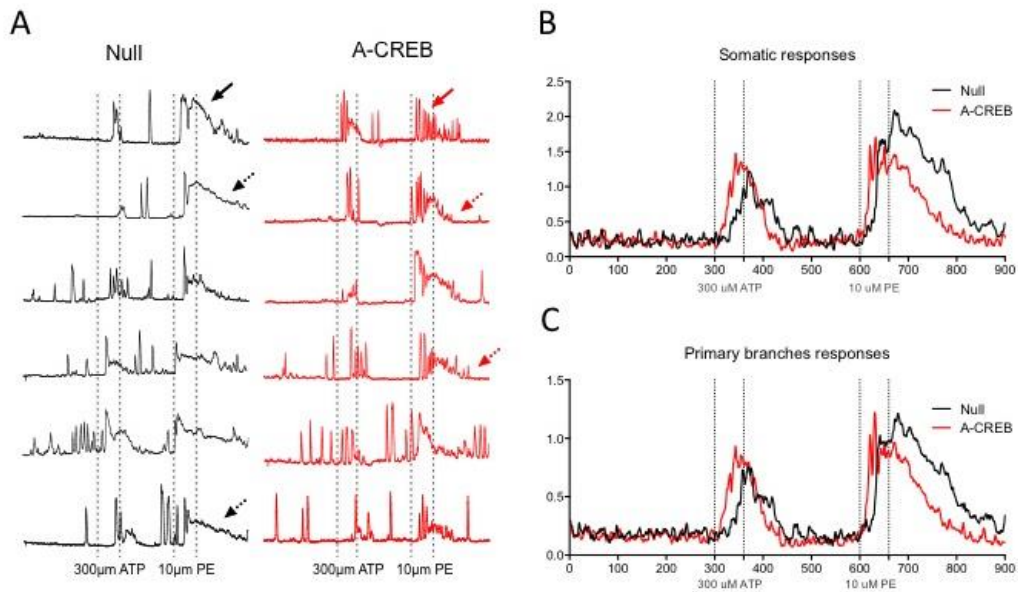 A
Null
A-CREB
300µm ATP
10µm PE
300µm ATP
10µm PE
B
Somatic responses
2.5
2.0
1.5
1.0
0.5
0.0
Null
A-CREB
0
100
200
300
400
500
600
700
800
900
300 uM ATP
10 uM PE
C
Primary branches responses
1.5
1.0
0.5
0.0
Null
A-CREB
0
100
200
300
400
500
600
700
800
900
300 uM ATP
10 uM PE